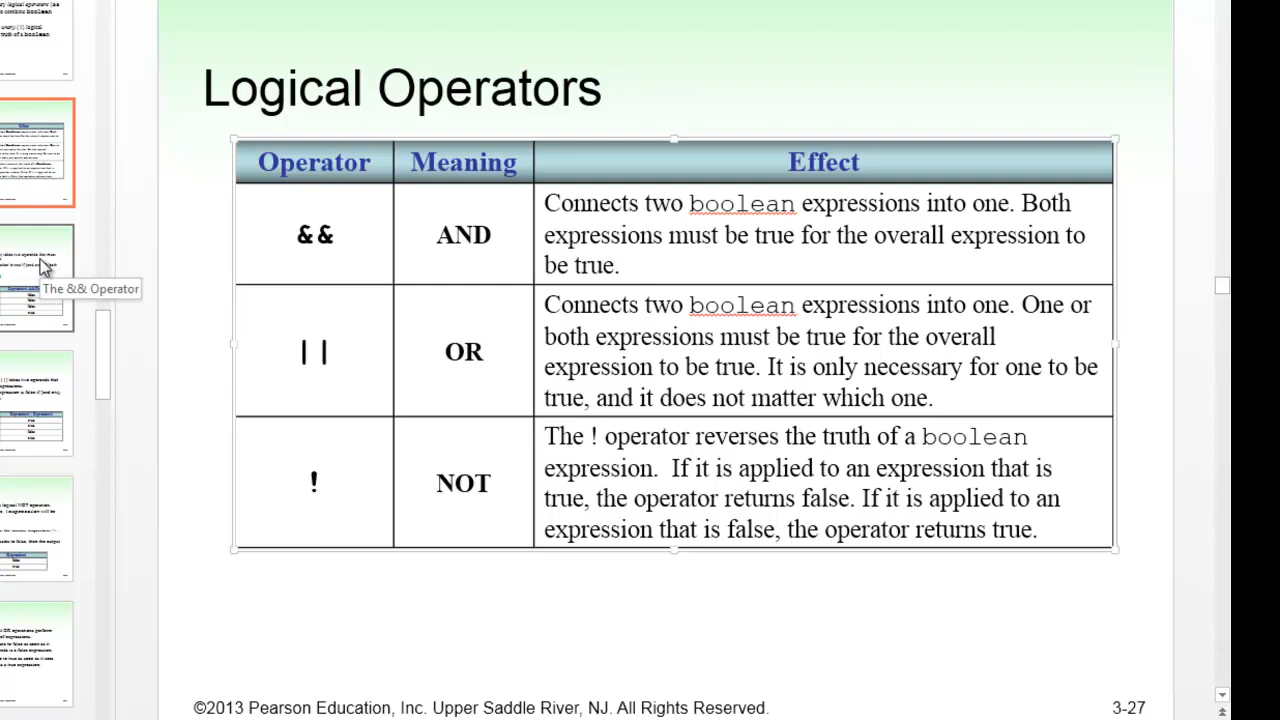 Logical Operators
Operator Meaning Effect
&& AND Connects two boolean expressions into one. Both
expressions must be true for the overall expression to
be true.
|| OR Connects two boolean expressions into one. One or
both expressions must be true for the overall
expression to be true. It is only necessary for one to be
true, and it does not matter which one.
! NOT The ! operator reverses the truth of a boolean
expression. If it is applied to an expression that is
true, the operator returns false. If it is applied to an
expression that is false, the operator returns true.
©2013 Pearson Education, Inc. Upper Saddle River, NJ. All Rights Reserved.
3-27
The && Operator